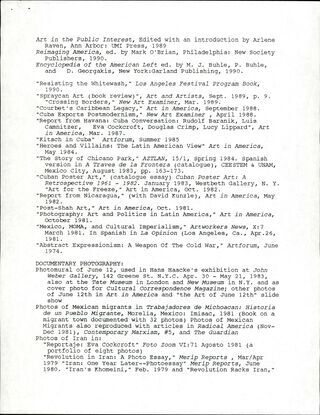 Art in the Public Interest, Edited with an introduction by Arlene
Raven, Ann Arbor: UMI Press, 1989
Reimaging America, ed. by Mark O'Brian, Philadelphia: New Society
Publishers, 1990.
Encyclopedia of the American Left ed. by M. J. Buhle, P. Buhle,
and D. Georgakis, New York:Garland Publishing, 1990.
"Resisting the Whitewash," Los Angeles Festival Program Book,
1990.
"Spraycan Art (book review)", Art and Artists, Sept. 1989, p. 9.
"Crossing Borders," New Art Examiner, Mar. 1989.
"Courbet's Caribbean Legacy," Art in America, September 1988.
"Cuba Exports Postmodernism," New Art Examiner, April 1988.
"Report from Havana: Cuba Conversation: Rudolf Baranik, Luis
Camnitzer, Eva Cockcroft, Douglas Crimp, Lucy Lippard", Art
in America, Mar. 1987.
"Kitsch in Cuba" Artforum, Summer 1985
"Heroes and Villains: The Latin American View" Art in America,
May 1984.
"The Story of Chicano Park," AZTLAN, 15/1, Spring 1984. Spanish
version in A Traves de la Frontera (catalogue), CEESTEM & UNAM,
Mexico City, August 1983, pp. 163-173.
"Cuban Poster Art," (catalogue essay) Cuban Poster Art: A
Retrospective 1961 - 1982. January 1983, Westbeth Gallery, N. Y.
"Art for the Freeze," Art in America, Oct. 1982.
"Report from Nicaragua," (with David Kunzle), Art in America, May
1982.
"Post-Shah Art," Art in America, Oct. 1981.
"Photography: Art and Politics in Latin America," Art in America,
October 1981.
"Mexico, MOMA, and Cultural Imperialism," Artworkers News, X:7
March 1981. In Spanish in La Opinion (Los Angeles, Ca., Apr.26,
1981.
"Abstract Expressionism: A Weapon Of The Cold War," Artforum, June
1974.
DOCUMENTARY PHOTOGRAPHY:
Photomural of June 12, used in Hans Haacke's exhibition at John
Weber Gallery, 142 Greene St. N.Y.C. Apr. 30 - May 21, 1983,
also at the Tate Museum in London and New Museum in N.Y. and as
cover photo for Cultural Correspondence Magazine; other photos
of June 12th in Art in America and "the Art of June 12th" slide
show
Photos of Mexican migrants in Trabajadores de Michoacan: Historia
de un Pueblo Migrante, Morelia, Mexico: Imisac, 1981 (Book on a
migrant town documented with 32 photos) Photos of Mexican
Migrants also reproduced in articles in Radical America (Nov-
Dec 1981), Contemporary Marxism, #5, and the Guardian
Photos of Iran in:
"Reportaje: Eva Cockcroft" Foto Zoom VI:71 Agosto 1981 (a
portfolio of eight photos)
"Revolution in Iran: A Photo Essay," Merip Reports, Mar/Apr
1979 "Iran: One Year Later--Photoessay" Merip Reports, June
1980. "Iran's Khomeini," Feb. 1979 and "Revolution Racks Iran,"